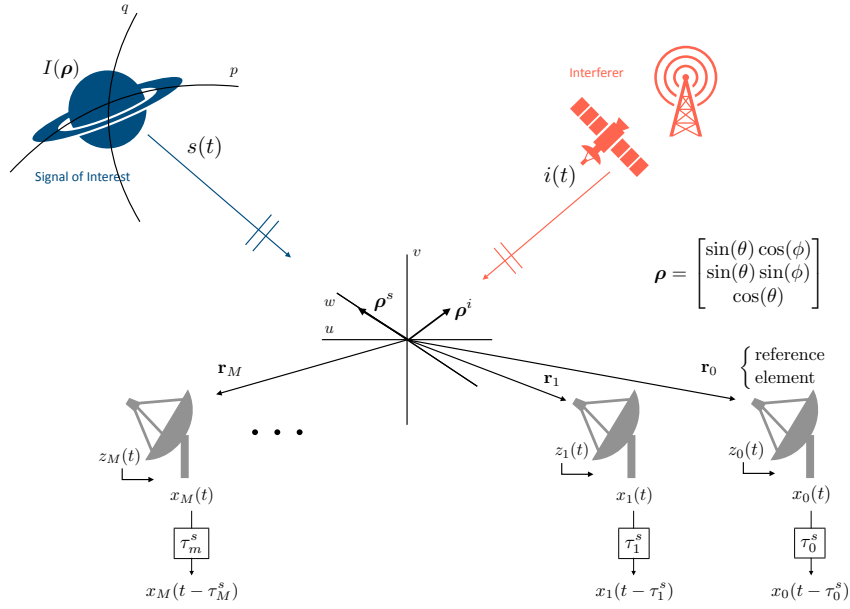 q
I(ρ)
p
Interferer
s(t)
Signal of Interest
i(t)
v
ρ = [sin(θ) cos(ϕ)
sin(θ) sin(ϕ)
cos(θ)]
w
ρ^s
ρ^i
u
r_M
r_1
r_0
{ reference
element
z_M(t)
z_1(t)
z_0(t)
. . .
x_M(t)
x_1(t)
x_0(t)
τ_m^s
τ_1^s
τ_0^s
x_M(t − τ_M^s)
x_1(t − τ_1^s)
x_0(t − τ_0^s)